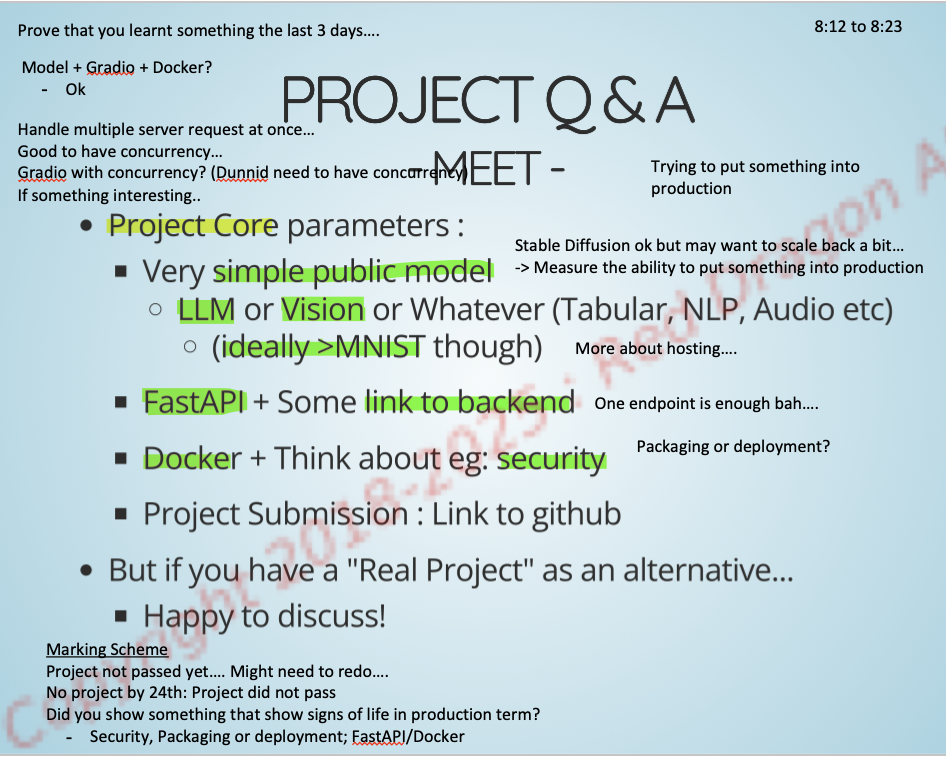 Prove that you learnt something the last 3 days....
8:12 to 8:23
Model + Gradio + Docker?
- Ok
PROJECT Q & A
Handle multiple server request at once...
Good to have concurrency...
Gradio with concurrency? (Dunnid need to have concurrency)
- MEET -
If something interesting..
Trying to put something into
production
• Project Core parameters :
Stable Diffusion ok but may want to scale back a bit...
-> Measure the ability to put something into production
▪ Very simple public model
○ LLM or Vision or Whatever (Tabular, NLP, Audio etc)
○ (ideally >MNIST though)
More about hosting....
▪ FastAPI + Some link to backend
One endpoint is enough bah....
▪ Docker + Think about eg: security
Packaging or deployment?
▪ Project Submission : Link to github
• But if you have a "Real Project" as an alternative...
▪ Happy to discuss!
Marking Scheme
Project not passed yet.... Might need to redo....
No project by 24th: Project did not pass
Did you show something that show signs of life in production term?
- Security, Packaging or deployment; FastAPI/Docker
Copyright 2018-2025 : Red Dragon A